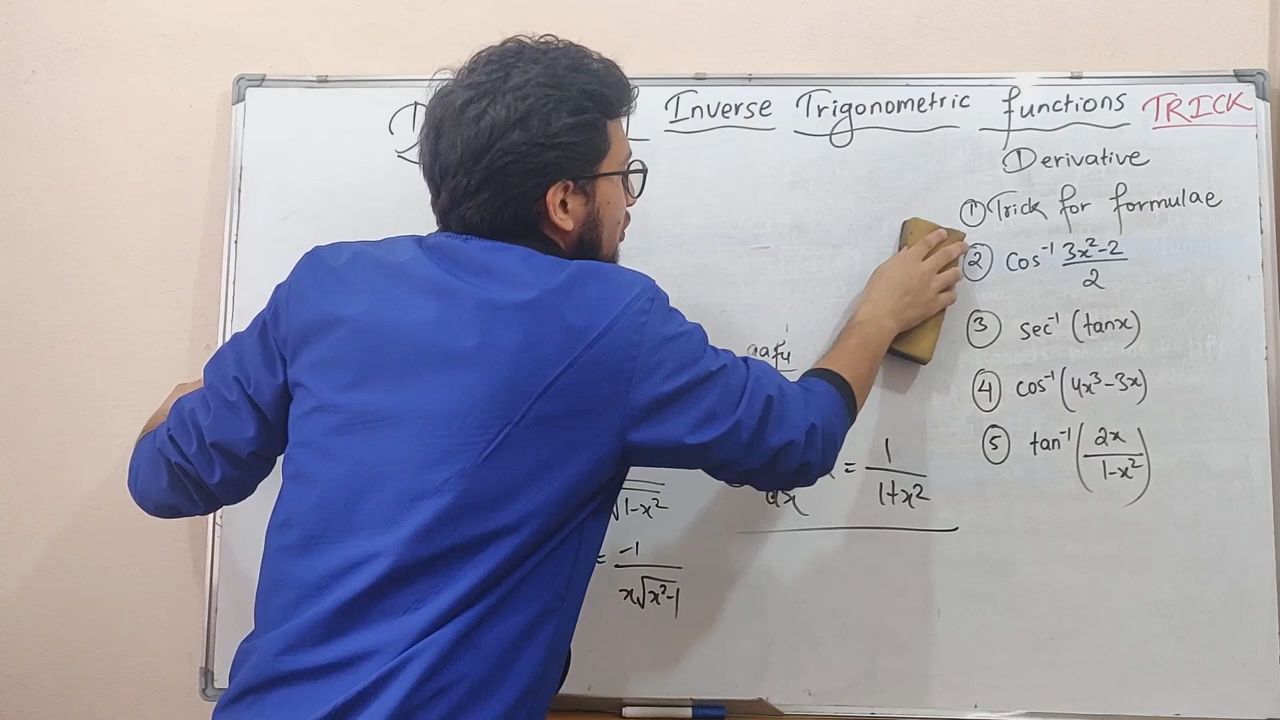 Inverse Trigonometric functions TRICK
Derivative
① Trick for formulae
② Cos⁻¹ 3x²-2 / 2
③ sec⁻¹ (tanx)
④ cos⁻¹ (4x³-3x)
⑤ tan⁻¹ (2x / 1-x²)
= 1 / 1+x²
√1-x²
= -1 / x√x²-1